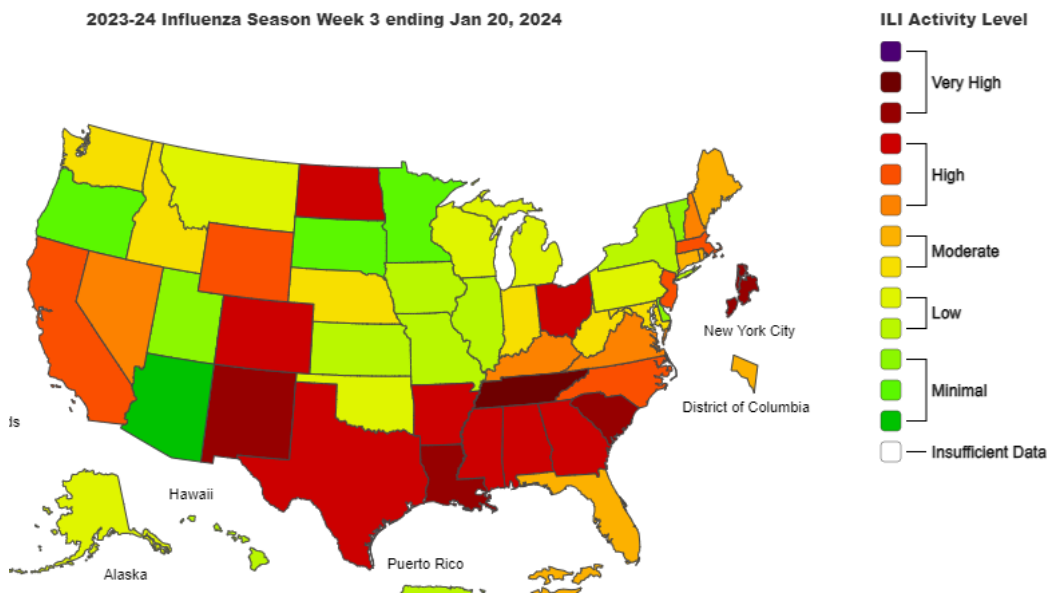 2023-24 Influenza Season Week 3 ending Jan 20, 2024
ILI Activity Level
Very High
High
Moderate
Low
Minimal
Insufficient Data
New York City
District of Columbia
ds
Hawaii
Alaska
Puerto Rico